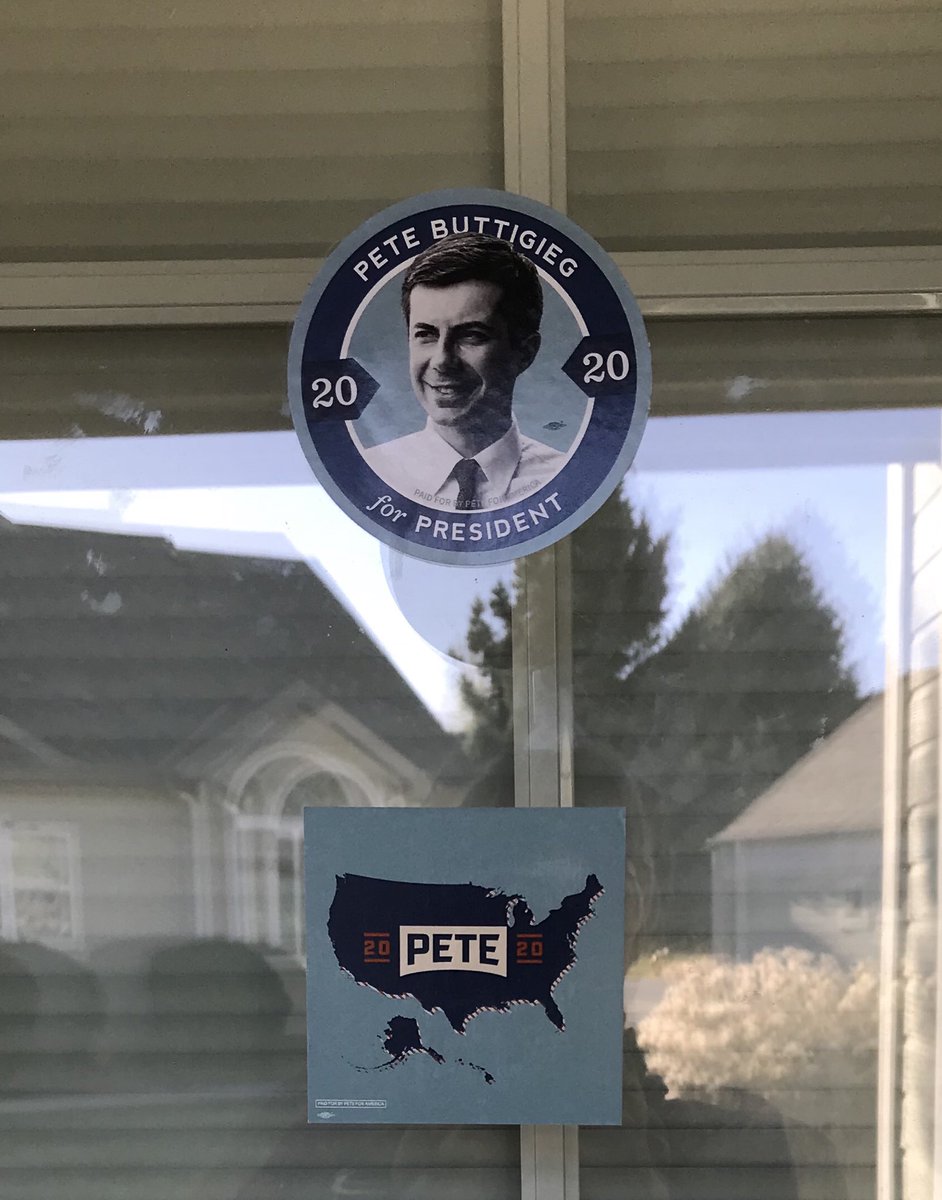 PETE BUTTIGIEG
20 20
PAID FOR BY PETE FOR AMERICA
for PRESIDENT
20 PETE 20
PAID FOR BY PETE FOR AMERICA